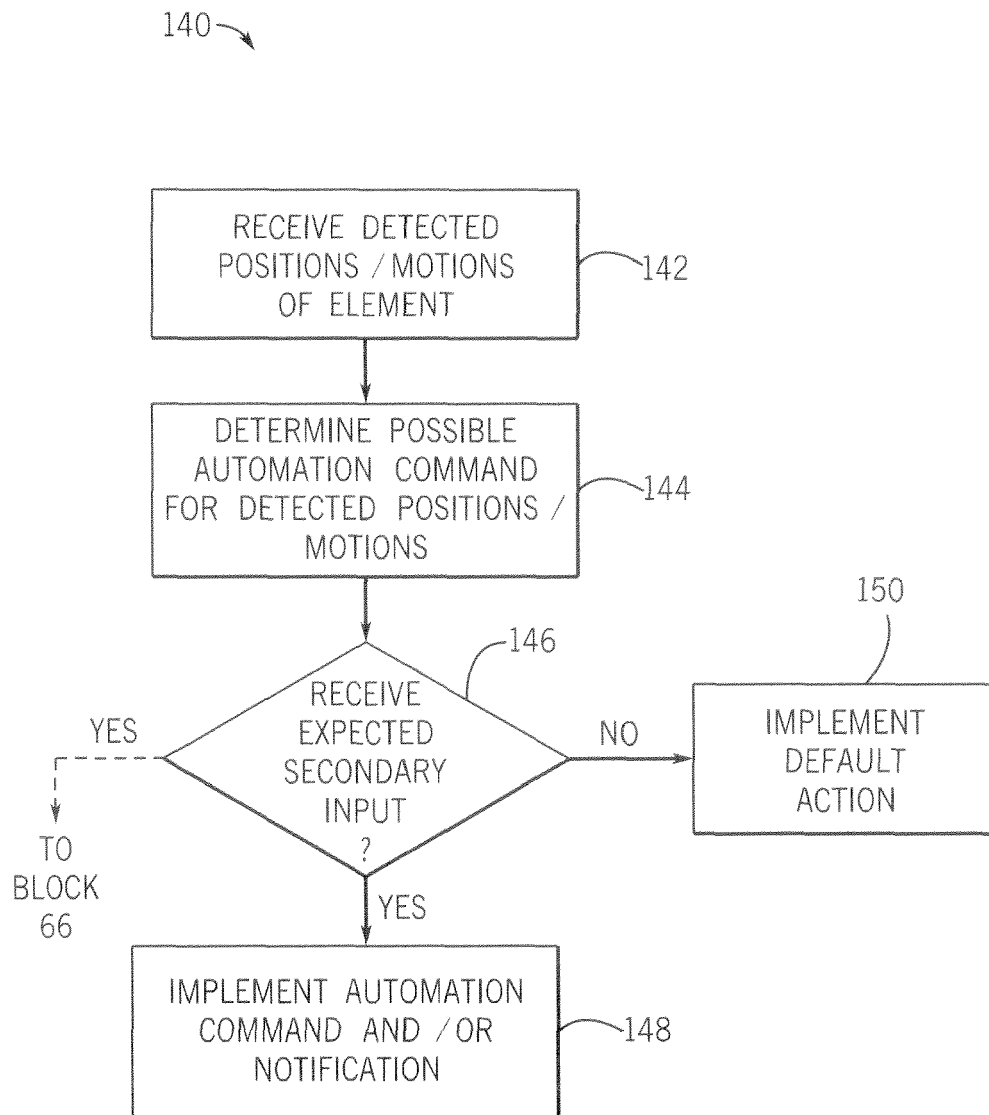 140
RECEIVE DETECTED
POSITIONS / MOTIONS
OF ELEMENT
142
DETERMINE POSSIBLE
AUTOMATION COMMAND
FOR DETECTED POSITIONS /
MOTIONS
144
146
RECEIVE
EXPECTED
SECONDARY
INPUT
?
YES
TO
BLOCK
66
NO
150
IMPLEMENT
DEFAULT
ACTION
YES
IMPLEMENT AUTOMATION
COMMAND AND / OR
NOTIFICATION
148